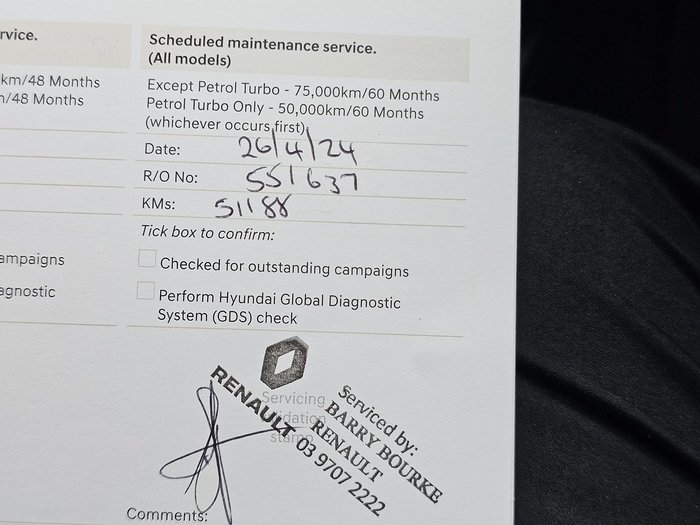 rvice.
km/48 Months
n/48 Months
ampaigns
agnostic
Scheduled maintenance service.
(All models)
Except Petrol Turbo - 75,000km/60 Months
Petrol Turbo Only - 50,000km/60 Months
(whichever occurs first)
Date: 26/4/24
R/O No: 551637
KMs: 51188
Tick box to confirm:
Checked for outstanding campaigns
Perform Hyundai Global Diagnostic
System (GDS) check
Servicing
idation
stamp
RENAULT
Serviced by:
BARRY BOURKE
RENAULT
03 9707 2222
Comments: